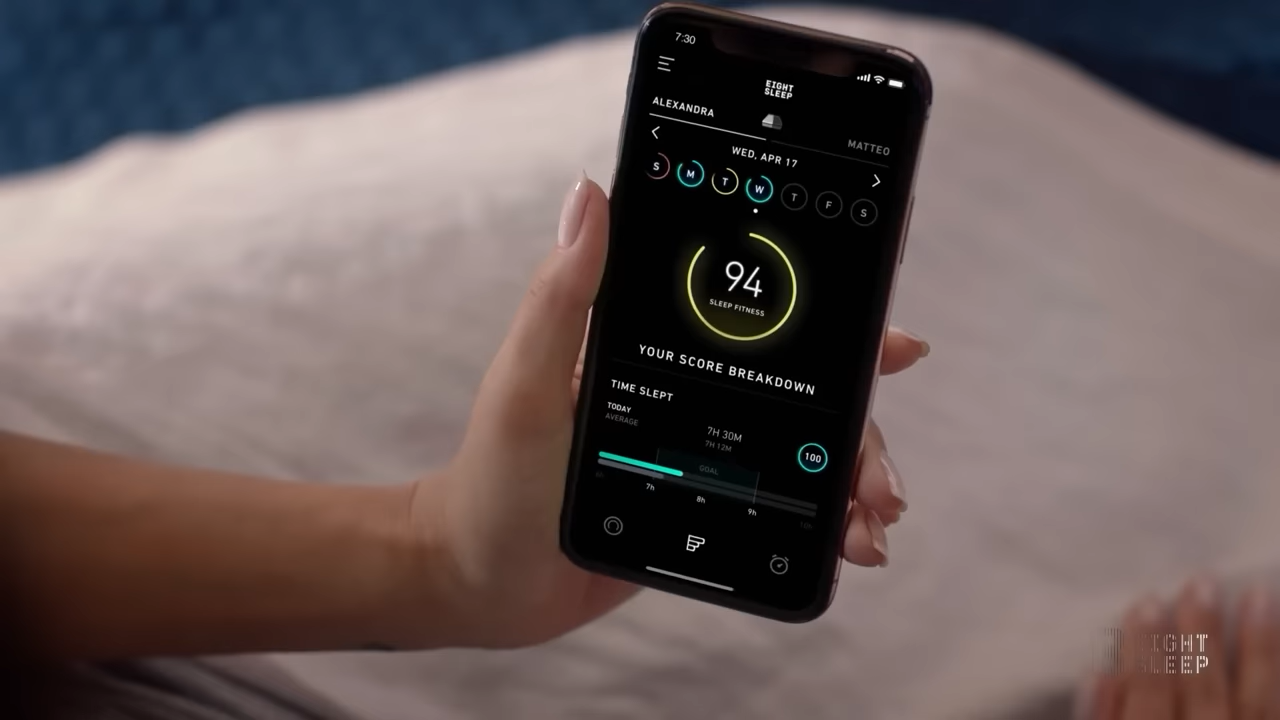 7:30
EIGHT
SLEEP
ALEXANDRA
MATTEO
WED, APR 17
S M T W T F S
94
SLEEP FITNESS
YOUR SCORE BREAKDOWN
TIME SLEPT
TODAY
7H 30M
AVERAGE
7H 12M
100
GOAL
7h
8h
9h
EIGHT
SLEEP